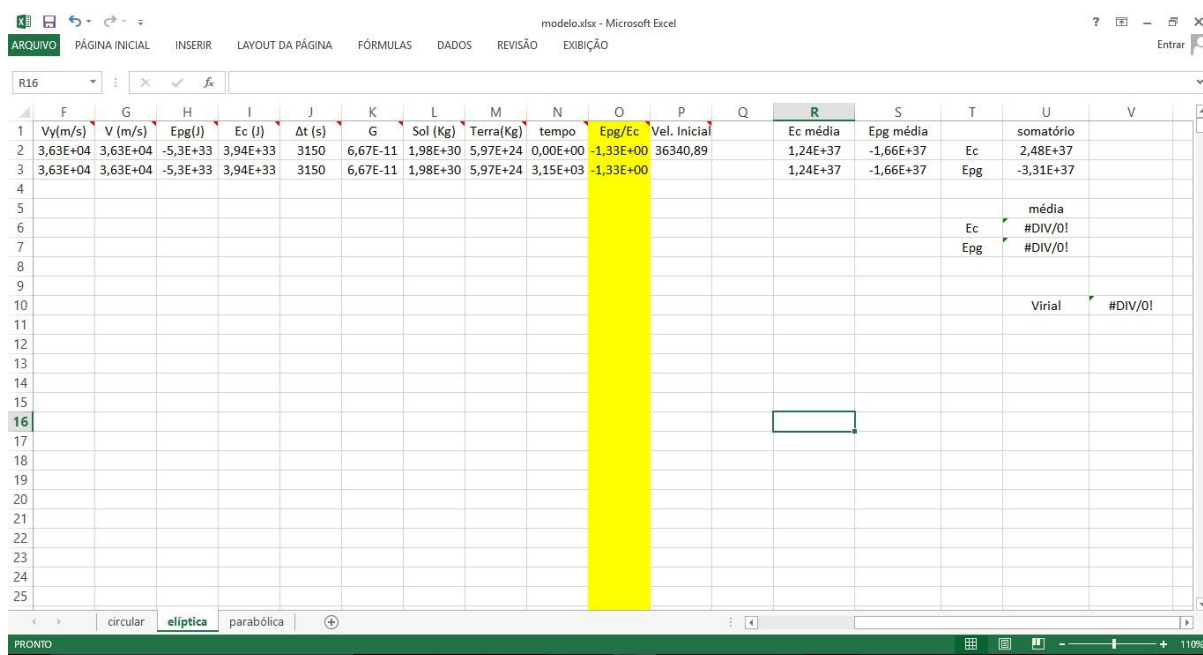 modelo.xlsx - Microsoft Excel
ARQUIVO PÁGINA INICIAL INSERIR LAYOUT DA PÁGINA FÓRMULAS DADOS REVISÃO EXIBIÇÃO Entrar
R16 fx
F G H I J K L M N O P Q R S T U V
1 Vy(m/s) V (m/s) Epg(J) Ec (J) Δt (s) G Sol (Kg) Terra(Kg) tempo Epg/Ec Vel. Inicial Ec média Epg média somatório
2 3,63E+04 3,63E+04 -5,3E+33 3,94E+33 3150 6,67E-11 1,98E+30 5,97E+24 0,00E+00 -1,33E+00 36340,89 1,24E+37 -1,66E+37 Ec 2,48E+37
3 3,63E+04 3,63E+04 -5,3E+33 3,94E+33 3150 6,67E-11 1,98E+30 5,97E+24 3,15E+03 -1,33E+00 1,24E+37 -1,66E+37 Epg -3,31E+37
4
5 média
6 Ec #DIV/0!
7 Epg #DIV/0!
8
9
10 Virial #DIV/0!
11
12
13
14
15
16
17
18
19
20
21
22
23
24
25
circular elíptica parabólica
PRONTO 110%